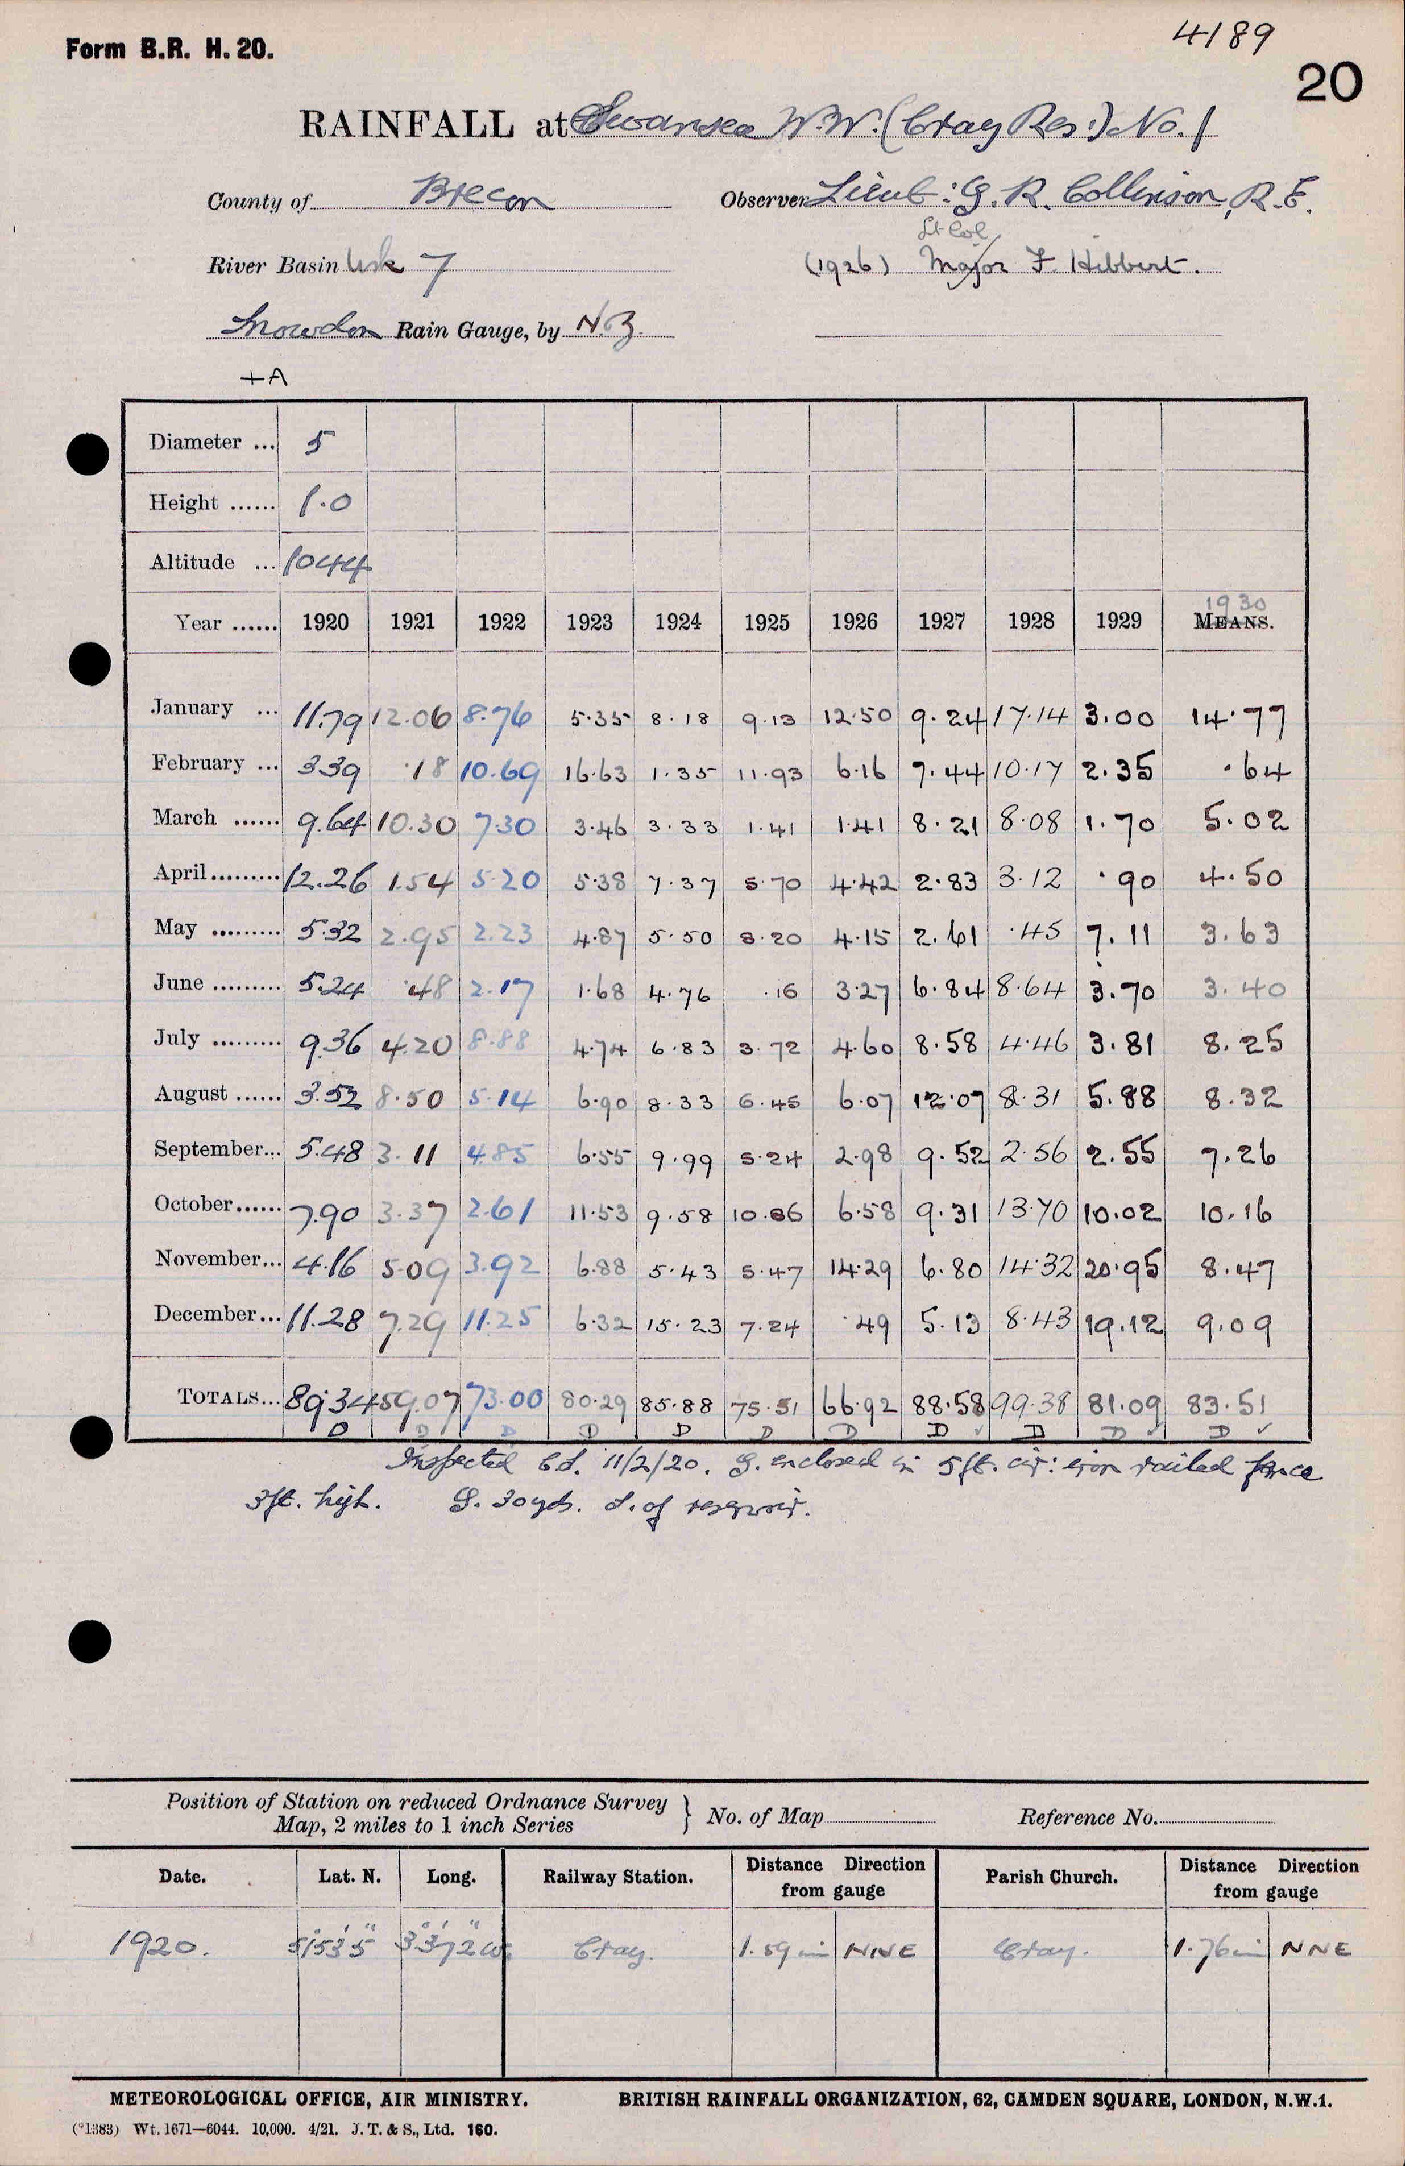 4189
Form B.R. H. 20.
20
RAINFALL at Swansea W.W. (Cray Res:) No. 1
County of Brecon Observer Lieut: G. R. Collinson, R.E.
Lt Col
River Basin Usk 7 (1926) Major F. Hibbert.
Snowdon Rain Gauge, by N.Z.
+A
Diameter ... 5
Height ...... 1.0
Altitude ... 1044
1930
Year ...... 1920 1921 1922 1923 1924 1925 1926 1927 1928 1929 MEANS.
January ... 11.79 12.06 8.76 5.35 8.18 9.13 12.50 9.24 17.14 3.00 14.77
February ... 3.39 .18 10.69 16.63 1.35 11.93 6.16 7.44 10.17 2.35 .64
March ...... 9.64 10.30 7.30 3.46 3.33 1.41 1.41 8.21 8.08 1.70 5.02
April ......... 12.26 1.54 5.20 5.38 7.37 5.70 4.42 2.83 3.12 .90 4.50
May ......... 5.32 2.95 2.23 4.87 5.50 8.20 4.15 2.61 .45 7.11 3.63
June ......... 5.24 .48 2.17 1.68 4.76 .16 3.27 6.84 8.64 3.70 3.40
July ......... 9.36 4.20 8.88 4.74 6.83 3.72 4.60 8.58 4.46 3.81 8.25
August ...... 3.52 8.50 5.14 6.90 8.33 6.45 6.07 12.07 8.31 5.88 8.32
September... 5.48 3.11 4.85 6.55 9.99 5.24 2.98 9.52 2.56 2.55 7.26
October...... 7.90 3.37 2.61 11.53 9.58 10.86 6.58 9.31 13.70 10.02 10.16
November... 4.16 5.09 3.92 6.88 5.43 5.47 14.29 6.80 14.32 20.95 8.47
December... 11.28 7.29 11.25 6.32 15.23 7.24 .49 5.13 8.43 19.12 9.09
TOTALS... 89.34 59.07 73.00 80.29 85.88 75.51 66.92 88.58 99.38 81.09 83.51
D D D D D D D D ✓ D D ✓ D ✓
Inspected 11/2/20. G. enclosed in 5ft. cir: iron railed fence
3ft. high. G. 30yds. of reservoir.
Position of Station on reduced Ordnance Survey Map, 2 miles to 1 inch Series } No. of Map Reference No.
Date. Lat. N. Long. Railway Station. Distance Direction from gauge Parish Church. Distance Direction from gauge
1920. 51°53'5" 3°37'2"W. Cray. 1.59 mi NNE Cray. 1.76 mi NNE
METEOROLOGICAL OFFICE, AIR MINISTRY. BRITISH RAINFALL ORGANIZATION, 62, CAMDEN SQUARE, LONDON, N.W.1.
(*1383) Wt. 1671—6044. 10,000. 4/21. J. T. & S., Ltd. 160.